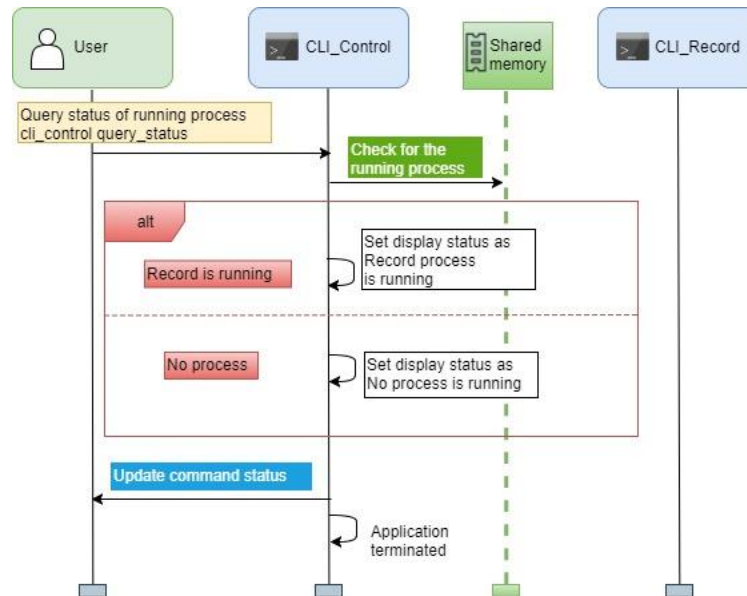 User
CLI_Control
Shared
memory
CLI_Record
Query status of running process
cli_control query_status
Check for the
running process
alt
Record is running
Set display status as
Record process
is running
No process
Set display status as
No process is running
Update command status
Application
terminated